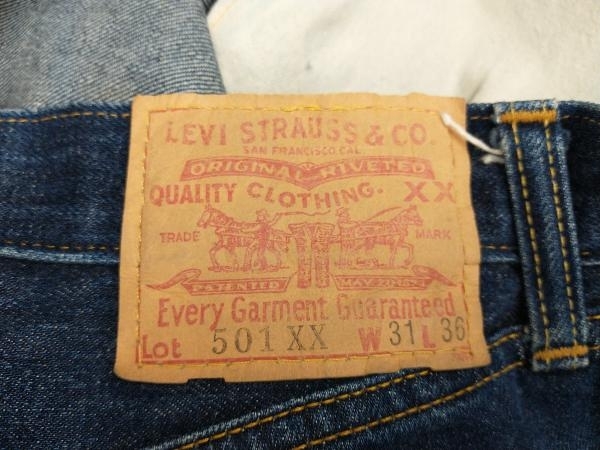 LEVI STRAUSS & CO.
SAN FRANCISCO, CAL.
ORIGINAL RIVETED
QUALITY CLOTHING. XX
TRADE MARK
PATENTED MAY 20 1873
Every Garment Guaranteed
Lot 501 XX W 31 L 36